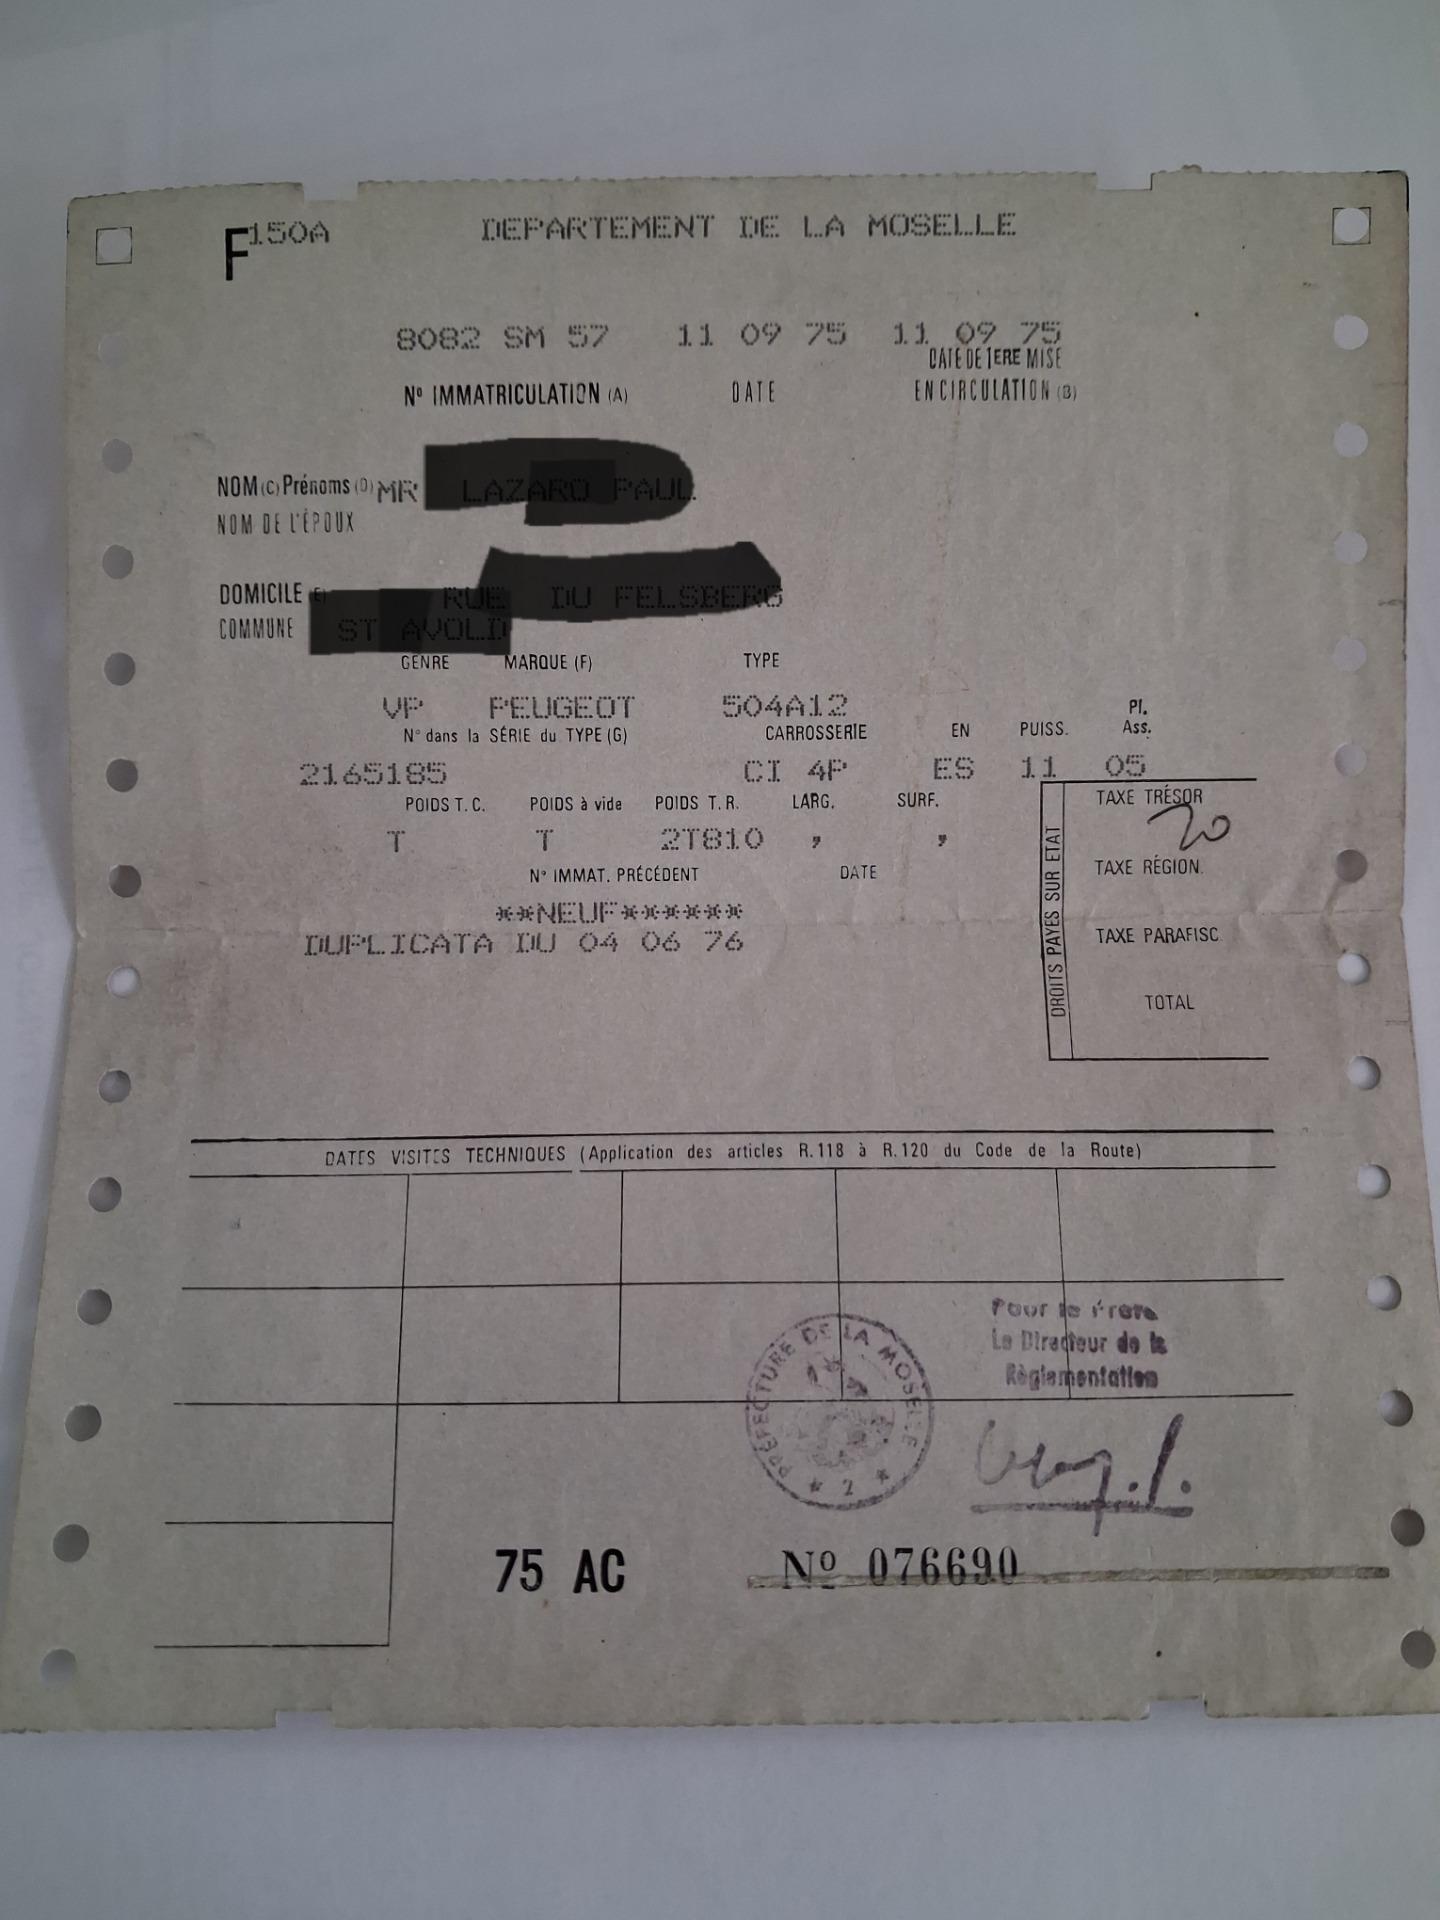 F 150A DEPARTEMENT DE LA MOSELLE
8082 SM 57 11 09 75 11 09 75
N° IMMATRICULATION (A) DATE DATE DE 1ERE MISE EN CIRCULATION (B)
NOM (C) Prénoms (D) MR
NOM DE L'ÉPOUX
DOMICILE (E)
COMMUNE
GENRE MARQUE (F) TYPE
VP PEUGEOT 504A12
N° dans la SÉRIE du TYPE (G) CARROSSERIE EN PUISS. Pl. Ass.
2165185 CI 4P ES 11 05
POIDS T.C. POIDS à vide POIDS T.R. LARG. SURF.
T T 2T810 , ,
N° IMMAT. PRÉCÉDENT DATE
**NEUF******
DUPLICATA DU 04 06 76
DROITS PAYES SUR ETAT
TAXE TRÉSOR
20
TAXE RÉGION.
TAXE PARAFISC
TOTAL
DATES VISITES TECHNIQUES (Application des articles R.118 à R.120 du Code de la Route)
PRÉFECTURE DE LA MOSELLE
* 2 *
Pour le
Le Directeur de la
Règlementation
75 AC N° 076690